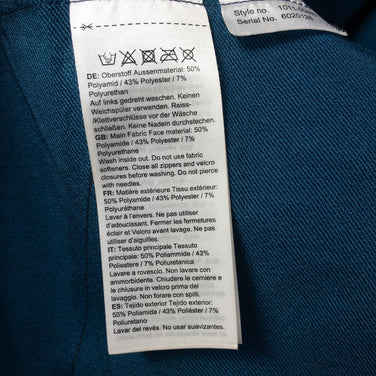 Style no. 1011-0
Serial No. 6020128
DE: Oberstoff Aussenmaterial: 50%
Polyamid / 43% Polyester / 7%
Polyurethan
Auf links gedreht waschen. Keinen
Weichspüler verwenden. Reiss-
/Klattverschlüsse vor der Wäsche
schließen. Keine Nadeln durchstechen.
GB: Main Fabric Face material: 50%
Polyamide / 43% Polyester / 7%
Polyurethane
Wash inside out. Do not use fabric
softeners. Close all zippers and velcro
closures before washing. Do not pierce
with needles.
FR: Matière extérieure Tissu extérieur:
50% Polyamide / 43% Polyester / 7%
Polyuréthane
Laver à l'envers. Ne pas utiliser
d'adoucissant. Fermer les fermetures
éclair et Velcro avant lavage. Ne pas
utiliser d'aiguilles.
IT: Tessuto principale Tessuto
principale: 50% Poliammide / 43%
Poliestere / 7% Poliuretanica
Lavare a rovescio. Non lavare con
ammorbidente. Chiudere le cerniere e
le chiusure in velcro prima del
lavaggio. Non forare con spilli.
ES: Tejido exterior Tejido exterior:
50% Poliamida / 43% Poliéster / 7%
Poliuretano
Lavar del revés. No usar suavizantes.